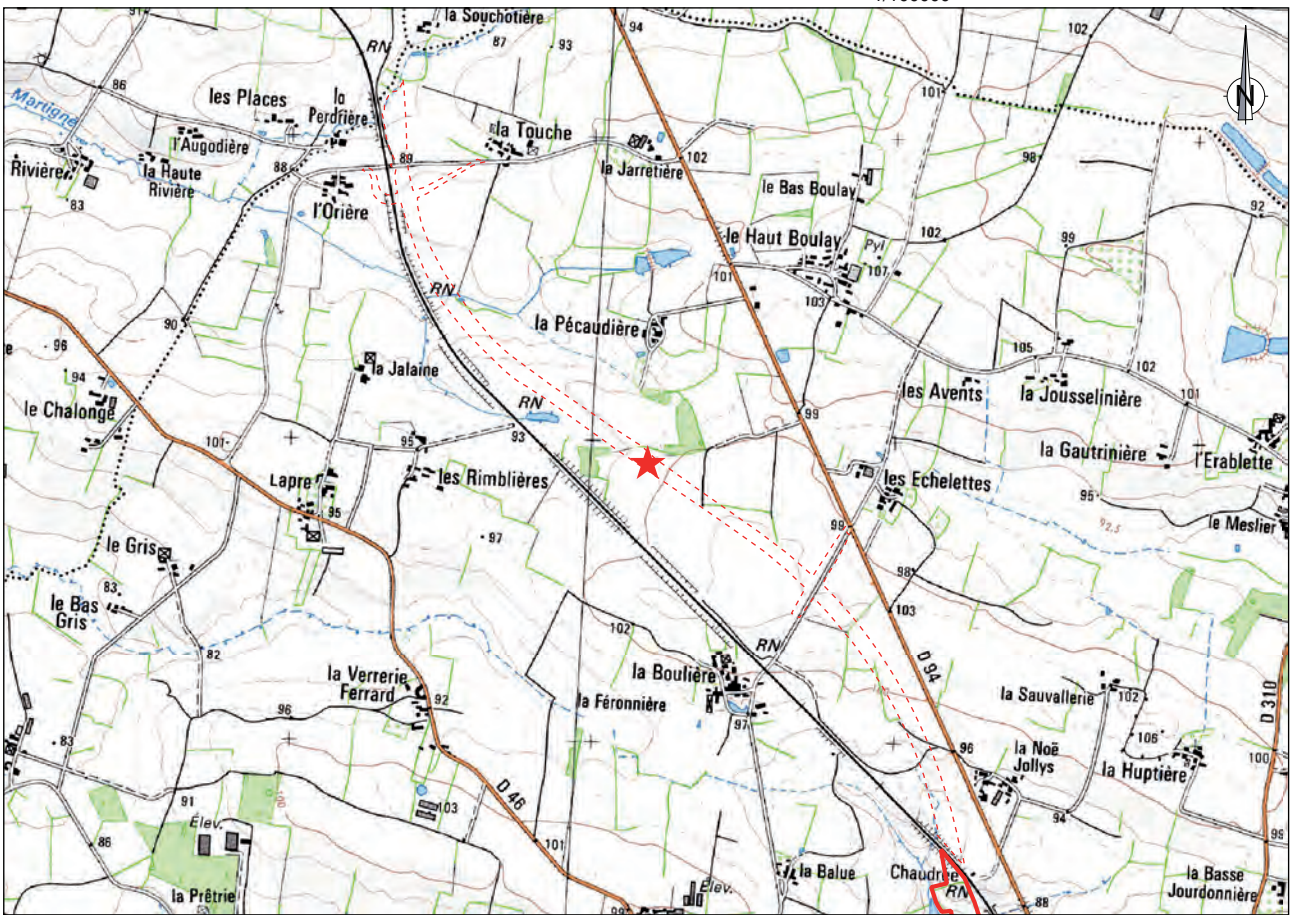 la Souchotière
RN
87
93
94
102
91
86
les Places
la
Perdrière
N
101
Martigné
l'Augodière
la Touche
98
Rivière
la Haute
Rivière
88
89
la Jarretière
102
83
l'Orière
le Bas Boulay
92
le Haut Boulay
Pyl
102
99
107
101
RN
103
90
la Pécaudière
96
la Jalaine
105
102
94
le Chalonge
RN
les Avents
la Jousselinière
101
99
101
95
93
la Gautrinière
l'Erablette
Lapre
les Rimblières
les Echelettes
95
95
92.5
le Meslier
98
97
le Gris
98
83
103
le Bas
Gris
102
82
RN
D 94
la Verrerie
Ferrard
92
la Boulière
la Sauvallerie
102
D 310
96
la Féronnière
97
106
83
96
la Noë
Jollys
la Huptière
100
91
100
D 46
103
Élev.
94
99
86
101
la Prêtrie
Élev.
la Balue
Chaudrée
RN
la Basse
Jourdonnière
99
88